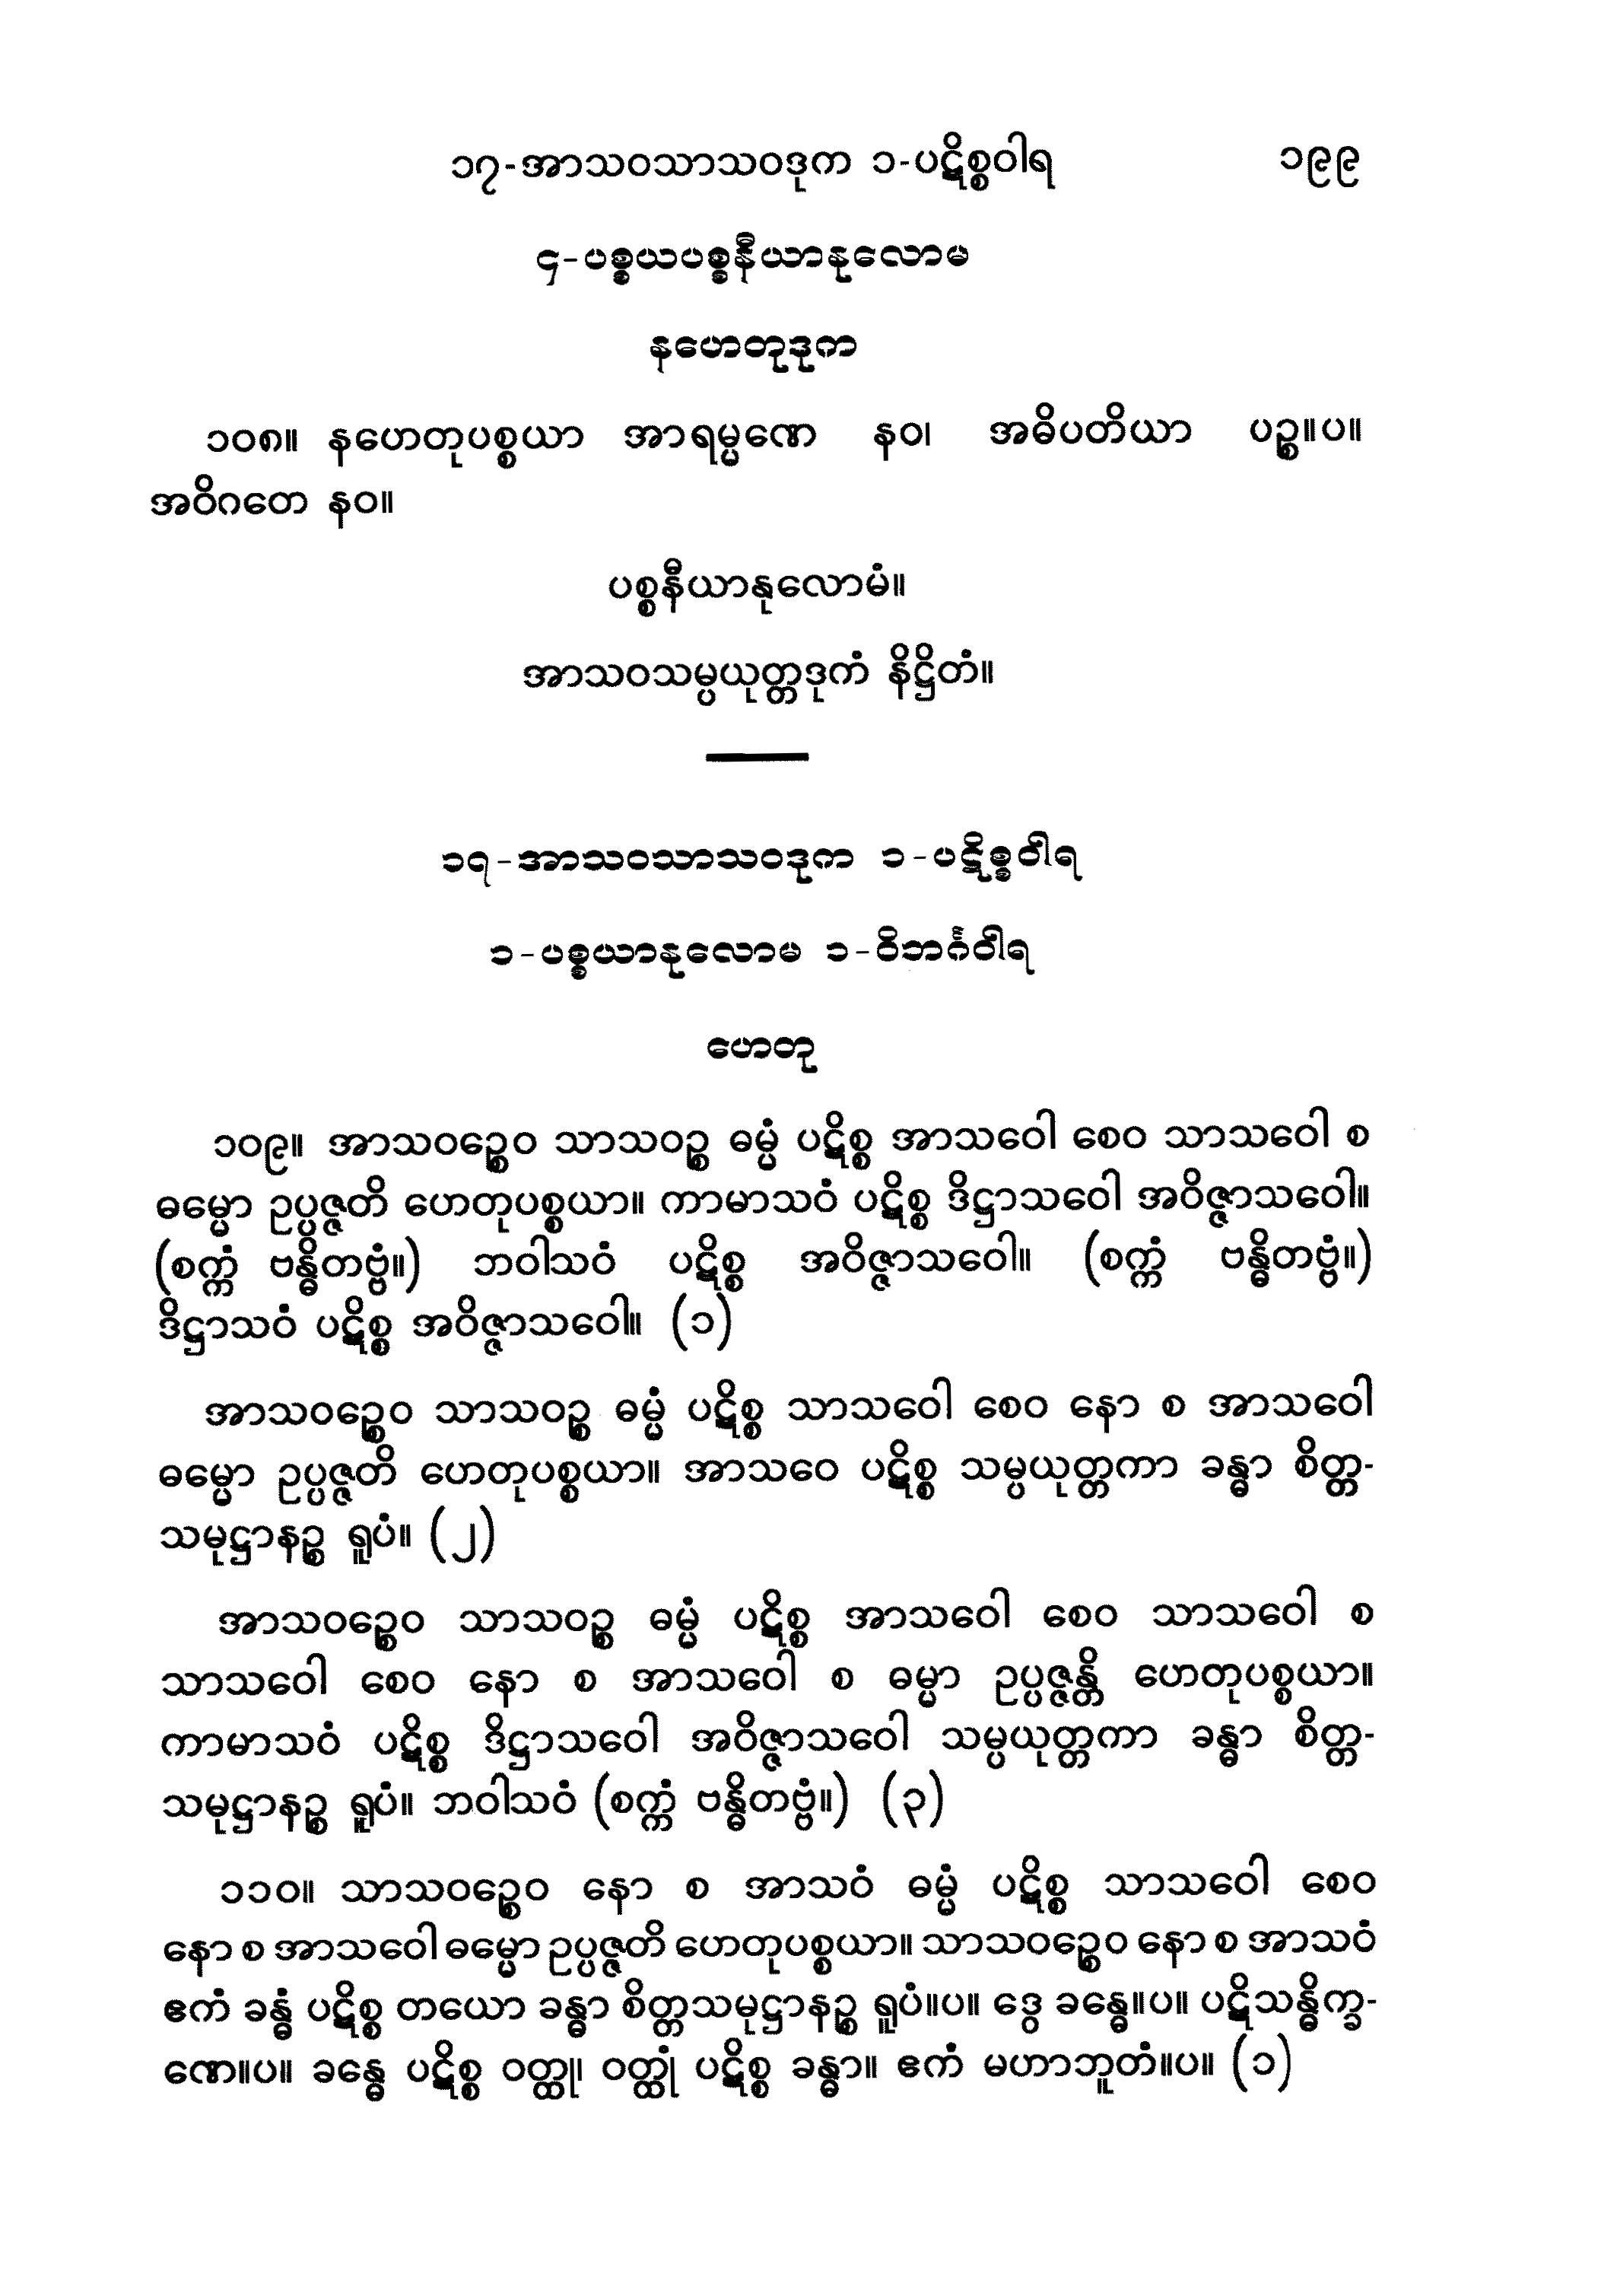 ၁၇-အာသဝသာသဝဒုက ၁-ပဋိစ္စဝါရ ၁၉၉
၄-ပစ္စယပစ္စနီယာနုလောမ
နဟေတုဒုက
၁၀၈။ နဟေတုပစ္စယာ အာရမ္မဏေ နဝ၊ အဓိပတိယာ ပဉ္စ။ပ။
အဝိဂတေ နဝ။
ပစ္စနီယာနုလောမံ။
အာသဝသမ္ပယုတ္တဒုကံ နိဋ္ဌိတံ။
၁၇-အာသဝသာသဝဒုက ၁-ပဋိစ္စဝါရ
၁-ပစ္စယာနုလောမ ၁-ဝိဘင်္ဂဝါရ
ဟေတု
၁၀၉။ အာသဝဉ္စေဝ သာသဝဉ္စ ဓမ္မံ ပဋိစ္စ အာသဝေါ စေဝ သာသဝေါ စ
ဓမ္မော ဥပ္ပဇ္ဇတိ ဟေတုပစ္စယာ။ ကာမာသဝံ ပဋိစ္စ ဒိဋ္ဌာသဝေါ အဝိဇ္ဇာသဝေါ။
(စက္ကံ ဗန္ဓိတဗ္ဗံ။) ဘဝါသဝံ ပဋိစ္စ အဝိဇ္ဇာသဝေါ။ (စက္ကံ ဗန္ဓိတဗ္ဗံ။)
ဒိဋ္ဌာသဝံ ပဋိစ္စ အဝိဇ္ဇာသဝေါ။ (၁)
အာသဝဉ္စေဝ သာသဝဉ္စ ဓမ္မံ ပဋိစ္စ သာသဝေါ စေဝ နော စ အာသဝေါ
ဓမ္မော ဥပ္ပဇ္ဇတိ ဟေတုပစ္စယာ။ အာသဝေ ပဋိစ္စ သမ္ပယုတ္တကာ ခန္ဓာ စိတ္တ-
သမုဋ္ဌာနဉ္စ ရူပံ။ (၂)
အာသဝဉ္စေဝ သာသဝဉ္စ ဓမ္မံ ပဋိစ္စ အာသဝေါ စေဝ သာသဝေါ စ
သာသဝေါ စေဝ နော စ အာသဝေါ စ ဓမ္မာ ဥပ္ပဇ္ဇန္တိ ဟေတုပစ္စယာ။
ကာမာသဝံ ပဋိစ္စ ဒိဋ္ဌာသဝေါ အဝိဇ္ဇာသဝေါ သမ္ပယုတ္တကာ ခန္ဓာ စိတ္တ-
သမုဋ္ဌာနဉ္စ ရူပံ။ ဘဝါသဝံ (စက္ကံ ဗန္ဓိတဗ္ဗံ။) (၃)
၁၁၀။ သာသဝဉ္စေဝ နော စ အာသဝံ ဓမ္မံ ပဋိစ္စ သာသဝေါ စေဝ
နော စ အာသဝေါ ဓမ္မော ဥပ္ပဇ္ဇတိ ဟေတုပစ္စယာ။ သာသဝဉ္စေဝ နော စ အာသဝံ
ဧကံ ခန္ဓံ ပဋိစ္စ တယော ခန္ဓာ စိတ္တသမုဋ္ဌာနဉ္စ ရူပံ။ပ။ ဒွေ ခန္ဓေ။ပ။ ပဋိသန္ဓိက္ခ-
ဏေ။ပ။ ခန္ဓေ ပဋိစ္စ ဝတ္ထု၊ ဝတ္ထုံ ပဋိစ္စ ခန္ဓာ။ ဧကံ မဟာဘူတံ။ပ။ (၁)